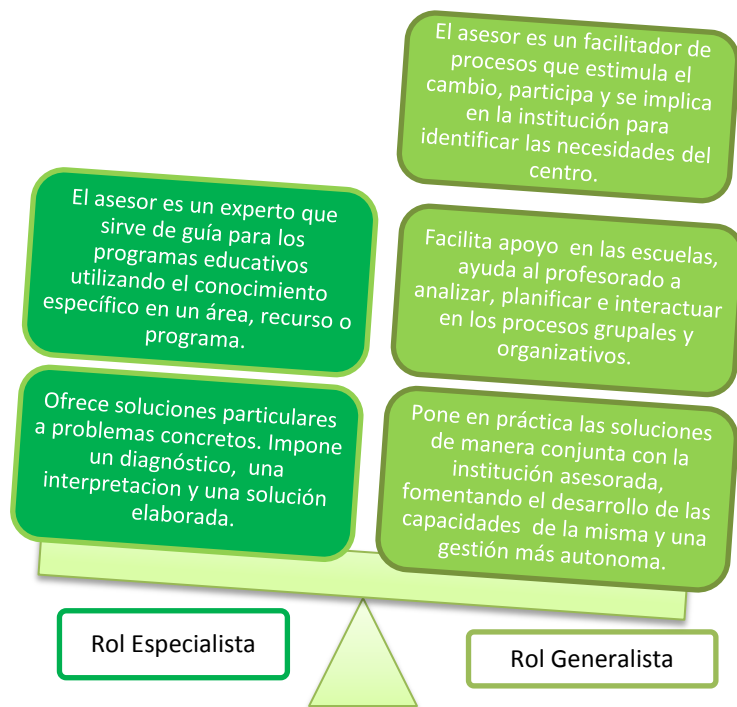 El asesor es un experto que
sirve de guía para los
programas educativos
utilizando el conocimiento
específico en un área, recurso o
programa.
Ofrece soluciones particulares
a problemas concretos. Impone
un diagnóstico, una
interpretacion y una solución
elaborada.
Rol Especialista
El asesor es un facilitador de
procesos que estimula el
cambio, participa y se implica
en la institución para
identificar las necesidades del
centro.
Facilita apoyo en las escuelas,
ayuda al profesorado a
analizar, planificar e interactuar
en los procesos grupales y
organizativos.
Pone en práctica las soluciones
de manera conjunta con la
institución asesorada,
fomentando el desarrollo de las
capacidades de la misma y una
gestión más autonoma.
Rol Generalista